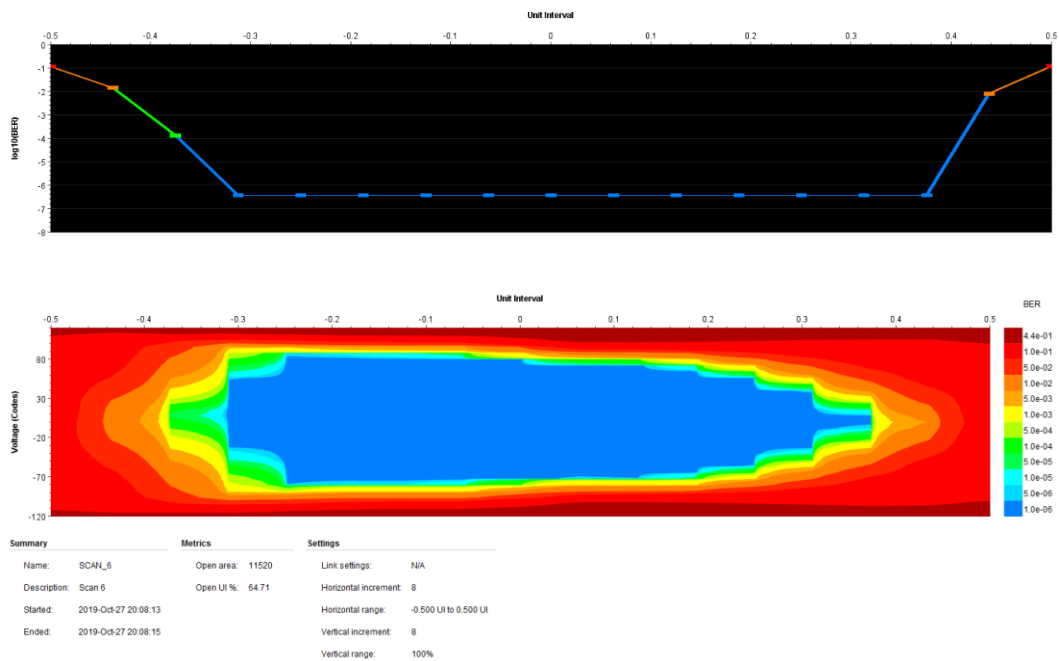 Unit Interval
-0.5 -0.4 -0.3 -0.2 -0.1 0 0.1 0.2 0.3 0.4 0.5
log10(BER)
0
-1
-2
-3
-4
-5
-6
-7
-8
Unit Interval
-0.5 -0.4 -0.3 -0.2 -0.1 0 0.1 0.2 0.3 0.4 0.5
Voltage (Codes)
80
30
-20
-70
-120
BER
4.4e-01
1.0e-01
5.0e-02
1.0e-02
5.0e-03
1.0e-03
5.0e-04
1.0e-04
5.0e-05
1.0e-05
5.0e-06
1.0e-06
Summary
Name: SCAN_6
Description: Scan 6
Started: 2019-Oct-27 20:08:13
Ended: 2019-Oct-27 20:08:15
Metrics
Open area: 11520
Open UI %: 64.71
Settings
Link settings: N/A
Horizontal increment: 8
Horizontal range: -0.500 UI to 0.500 UI
Vertical increment: 8
Vertical range: 100%